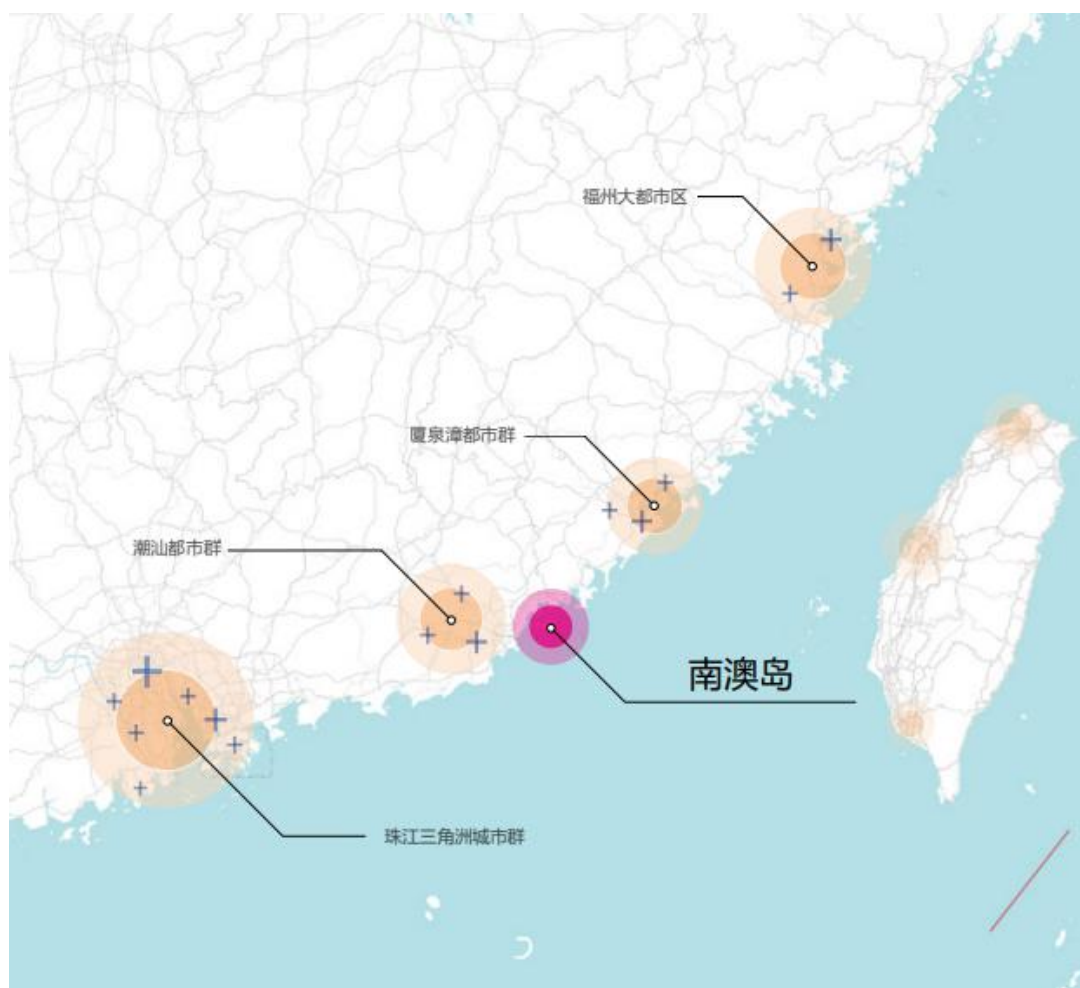 福州大都市区
厦泉漳都市群
潮汕都市群
南澳岛
珠江三角洲城市群